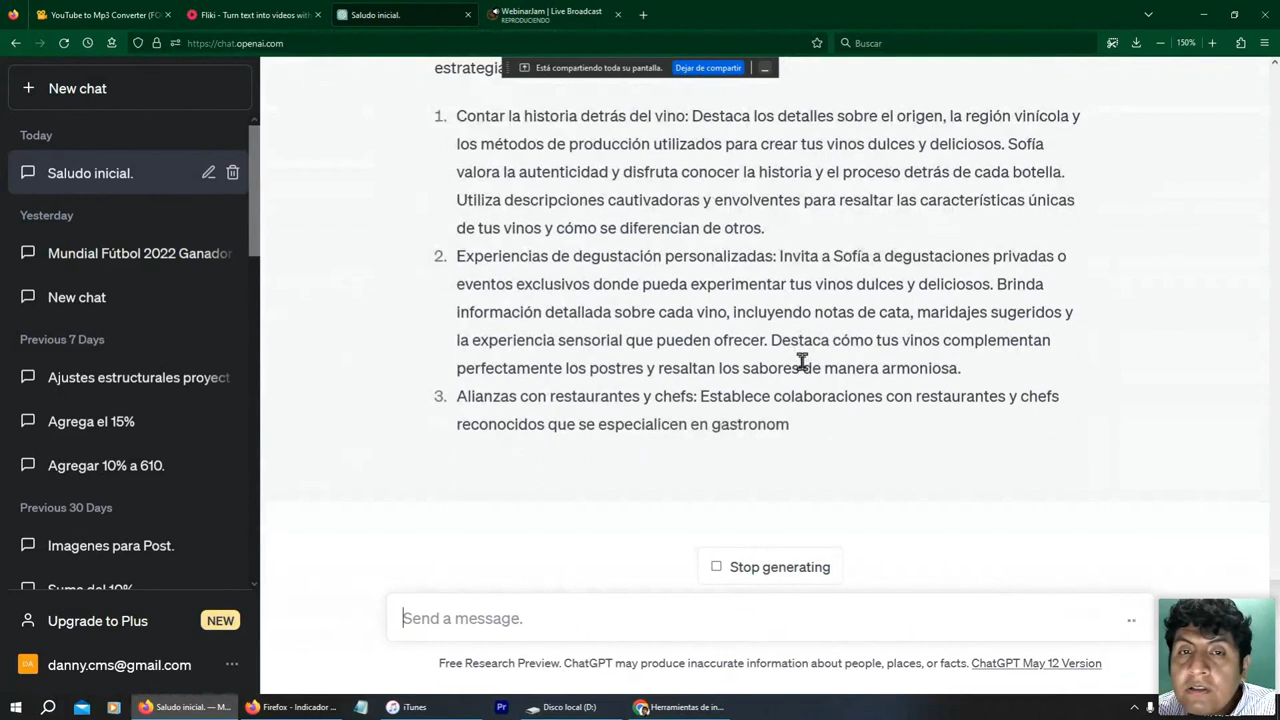 YouTube to Mp3 Converter (FO
Fliki - Turn text into videos with
Saludo inicial.
WebinarJam | Live Broadcast
REPRODUCIENDO
https://chat.openai.com
150%
Buscar
New chat
Today
Saludo inicial.
Yesterday
Mundial Fútbol 2022 Ganador
New chat
Previous 7 Days
Ajustes estructurales proyect
Agrega el 15%
Agregar 10% a 610.
Previous 30 Days
Imagenes para Post.
Suma del 10%
Upgrade to Plus
NEW
DA
danny.cms@gmail.com
estrategia
Está compartiendo toda su pantalla.
Dejar de compartir
1. Contar la historia detrás del vino: Destaca los detalles sobre el origen, la región vinícola y
los métodos de producción utilizados para crear tus vinos dulces y deliciosos. Sofía
valora la autenticidad y disfruta conocer la historia y el proceso detrás de cada botella.
Utiliza descripciones cautivadoras y envolventes para resaltar las características únicas
de tus vinos y cómo se diferencian de otros.
2. Experiencias de degustación personalizadas: Invita a Sofía a degustaciones privadas o
eventos exclusivos donde pueda experimentar tus vinos dulces y deliciosos. Brinda
información detallada sobre cada vino, incluyendo notas de cata, maridajes sugeridos y
la experiencia sensorial que pueden ofrecer. Destaca cómo tus vinos complementan
perfectamente los postres y resaltan los sabores de manera armoniosa.
3. Alianzas con restaurantes y chefs: Establece colaboraciones con restaurantes y chefs
reconocidos que se especialicen en gastronom
Stop generating
Send a message.
Free Research Preview. ChatGPT may produce inaccurate information about people, places, or facts. ChatGPT May 12 Version
Saludo inicial. — M...
Firefox - Indicador ...
iTunes
Pr
Disco local (D:)
Herramientas de in...